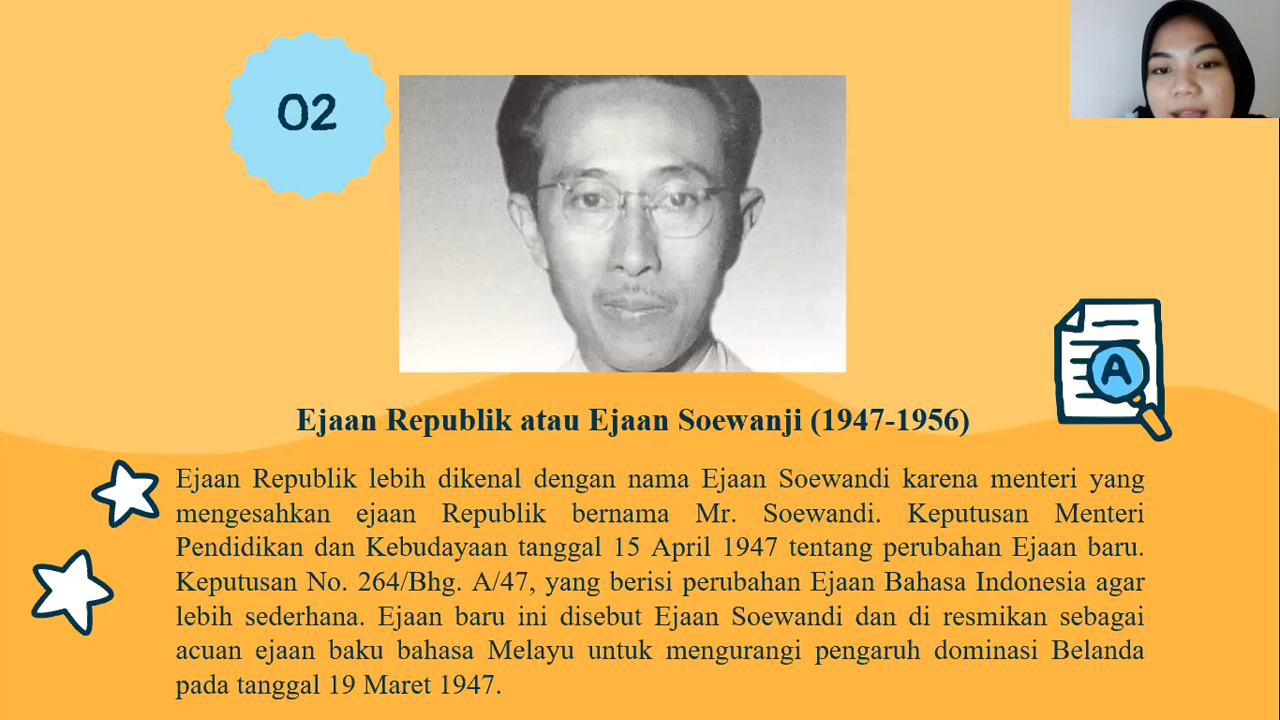 02
Ejaan Republik atau Ejaan Soewanji (1947-1956)
A
Ejaan Republik lebih dikenal dengan nama Ejaan Soewandi karena menteri yang
mengesahkan ejaan Republik bernama Mr. Soewandi. Keputusan Menteri
Pendidikan dan Kebudayaan tanggal 15 April 1947 tentang perubahan Ejaan baru.
Keputusan No. 264/Bhg. A/47, yang berisi perubahan Ejaan Bahasa Indonesia agar
lebih sederhana. Ejaan baru ini disebut Ejaan Soewandi dan di resmikan sebagai
acuan ejaan baku bahasa Melayu untuk mengurangi pengaruh dominasi Belanda
pada tanggal 19 Maret 1947.